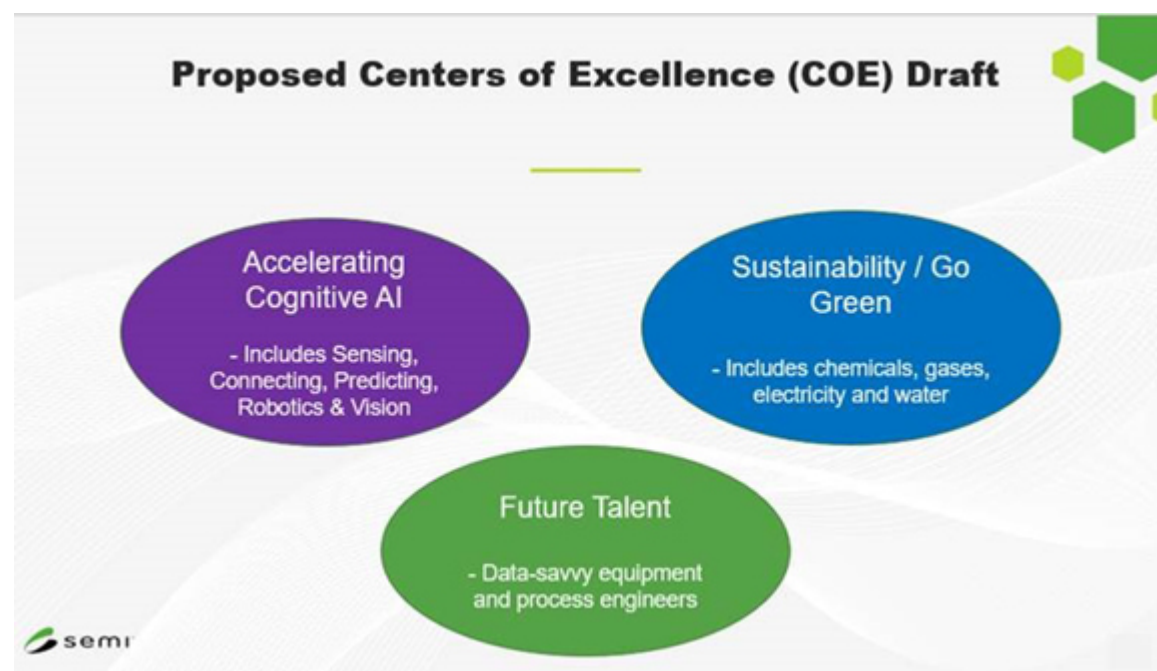 Proposed Centers of Excellence (COE) Draft
Accelerating
Cognitive AI
- Includes Sensing,
Connecting, Predicting,
Robotics & Vision
Sustainability / Go
Green
- Includes chemicals, gases,
electricity and water
Future Talent
- Data-savvy equipment
and process engineers
semi